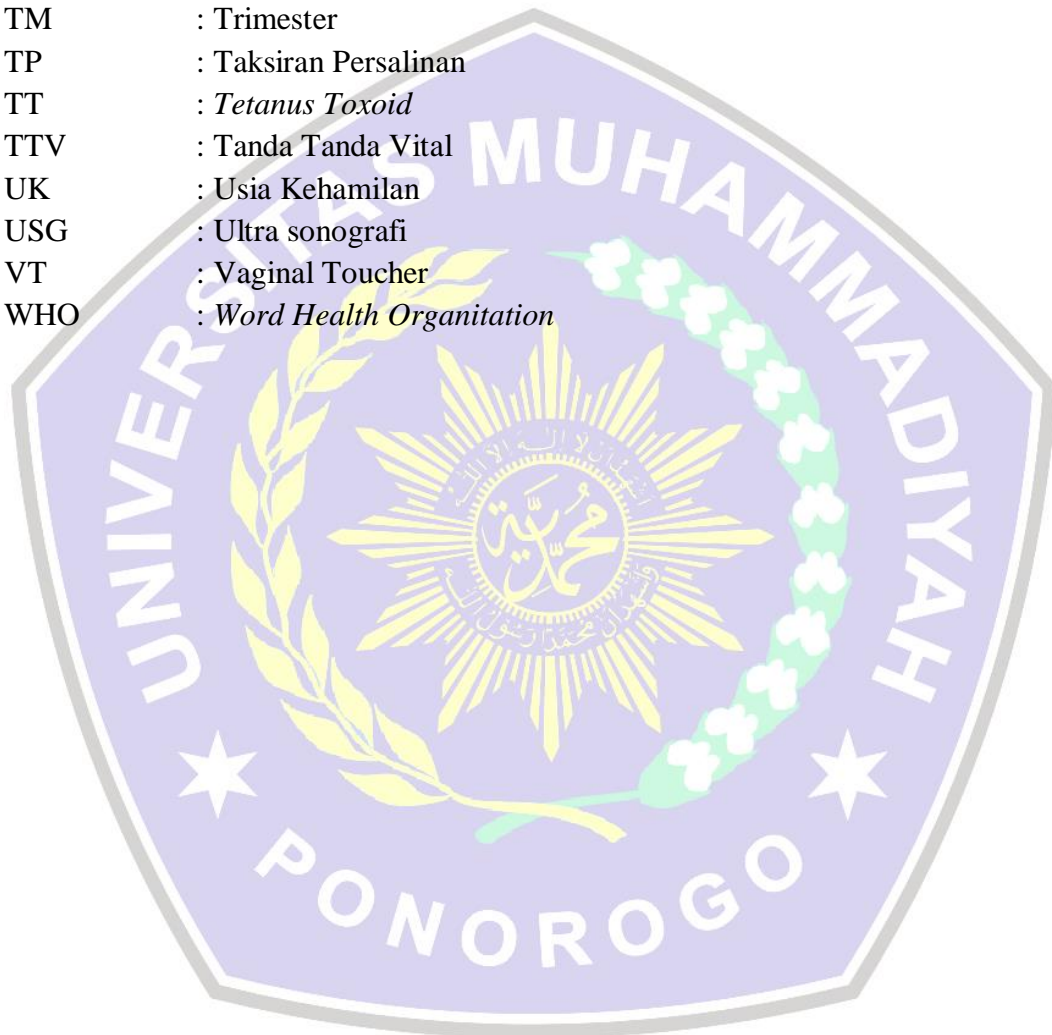 TM : Trimester
TP : Taksiran Persalinan
TT : Tetanus Toxoid
TTV : Tanda Tanda Vital
UK : Usia Kehamilan
USG : Ultra sonografi
VT : Vaginal Toucher
WHO : Word Health Organitation
UNIVERSITAS MUHAMMADIYAH
محمدية
PONOROGO